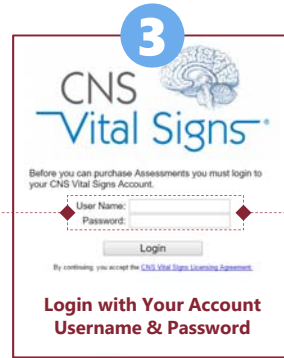 3
CNS
Vital Signs®
Before you can purchase Assessments you must login to
your CNS Vital Signs Account.
User Name:
Password:
Login
By continuing, you accept the CNS Vital Signs Licensing Agreement.
Login with Your Account
Username & Password